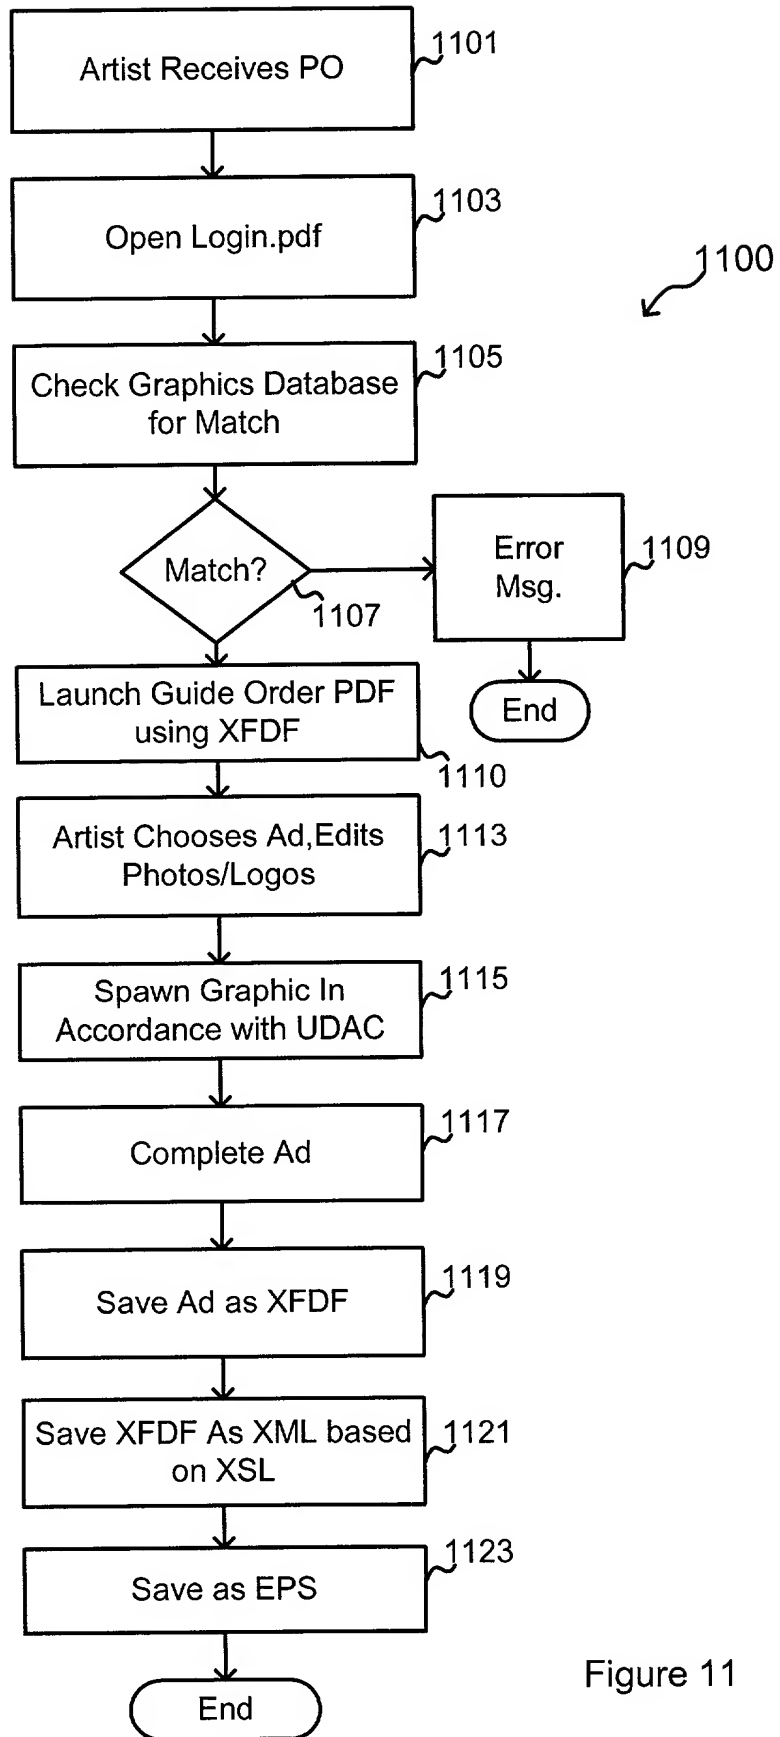 Artist Receives PO
1101
Open Login.pdf
1103
1100
Check Graphics Database
for Match
1105
Match?
1107
Error
Msg.
1109
End
Launch Guide Order PDF
using XFDF
1110
Artist Chooses Ad,Edits
Photos/Logos
1113
Spawn Graphic In
Accordance with UDAC
1115
Complete Ad
1117
Save Ad as XFDF
1119
Save XFDF As XML based
on XSL
1121
Save as EPS
1123
End
Figure 11